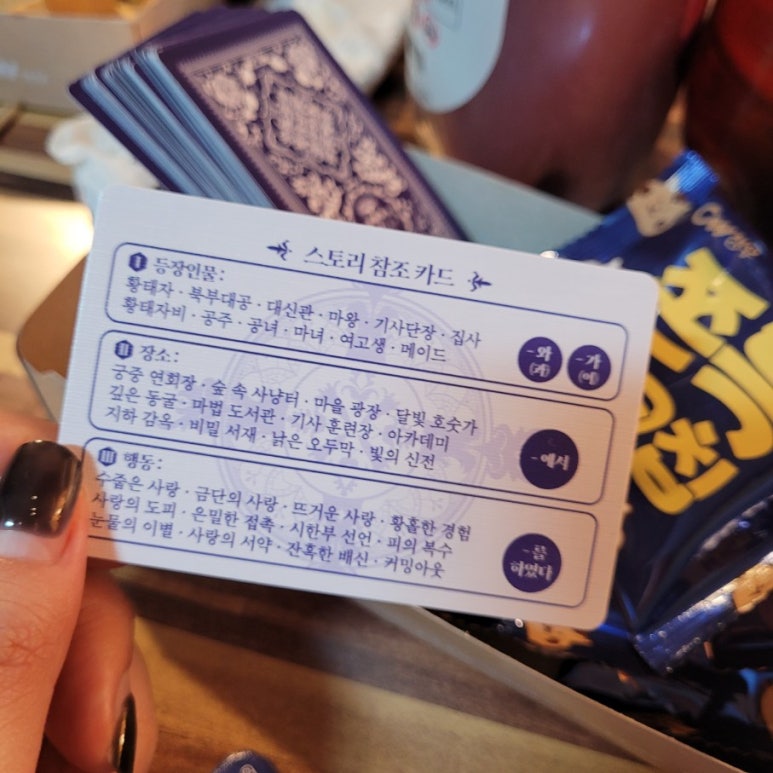 스토리 참조 카드
I 등장인물:
황태자 · 북부대공 · 대신관 · 마왕 · 기사단장 · 집사
황태자비 · 공주 · 공녀 · 마녀 · 여고생 · 메이드
-와
(과)
-가
(이)
II 장소:
궁중 연회장 · 숲 속 사냥터 · 마을 광장 · 달빛 호숫가
깊은 동굴 · 마법 도서관 · 기사 훈련장 · 아카데미
지하 감옥 · 비밀 서재 · 낡은 오두막 · 빛의 신전
-에서
III 행동:
수줍은 사랑 · 금단의 사랑 · 뜨거운 사랑 · 황홀한 경험
사랑의 도피 · 은밀한 접촉 · 시한부 선언 · 피의 복수
눈물의 이별 · 사랑의 서약 · 잔혹한 배신 · 커밍아웃
-를
하였다